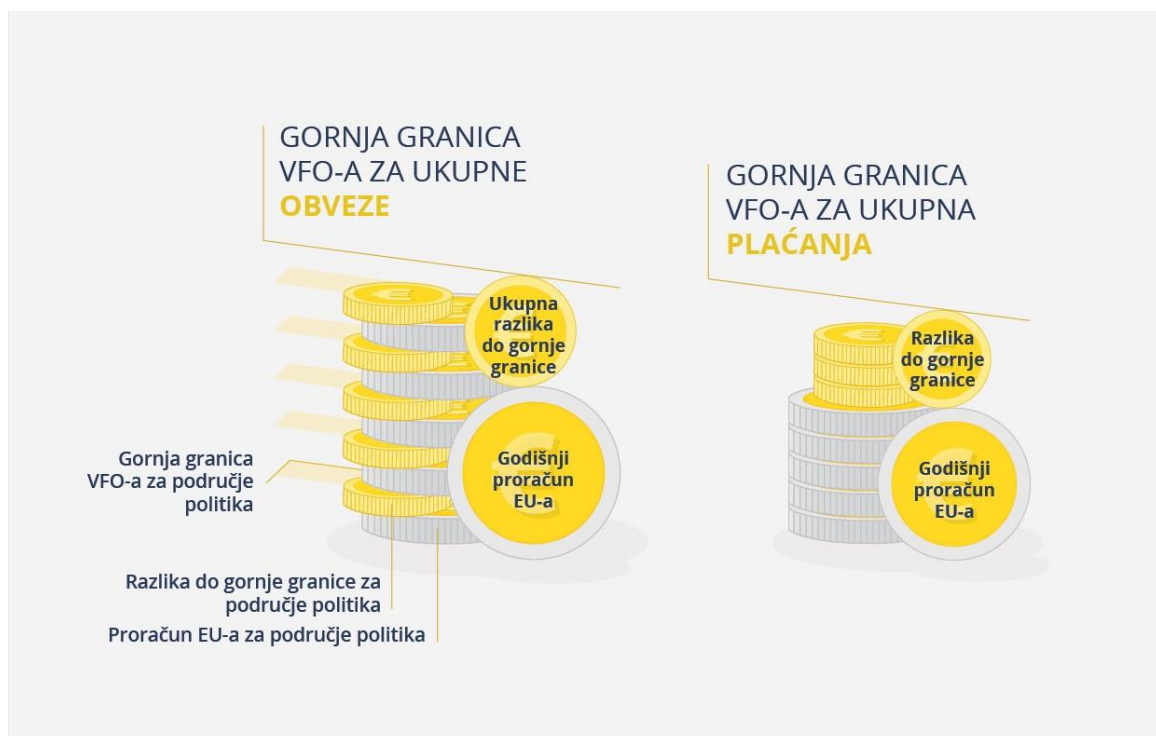 GORNJA GRANICA
VFO-A ZA UKUPNE
OBVEZE
Ukupna
razlika
do gornje
granice
Godišnji
proračun
EU-a
Gornja granica
VFO-a za područje
politika
Razlika do gornje granice za
područje politika
Proračun EU-a za područje politika
GORNJA GRANICA
VFO-A ZA UKUPNA
PLAĆANJA
Razlika
do gornje
granice
Godišnji
proračun
EU-a